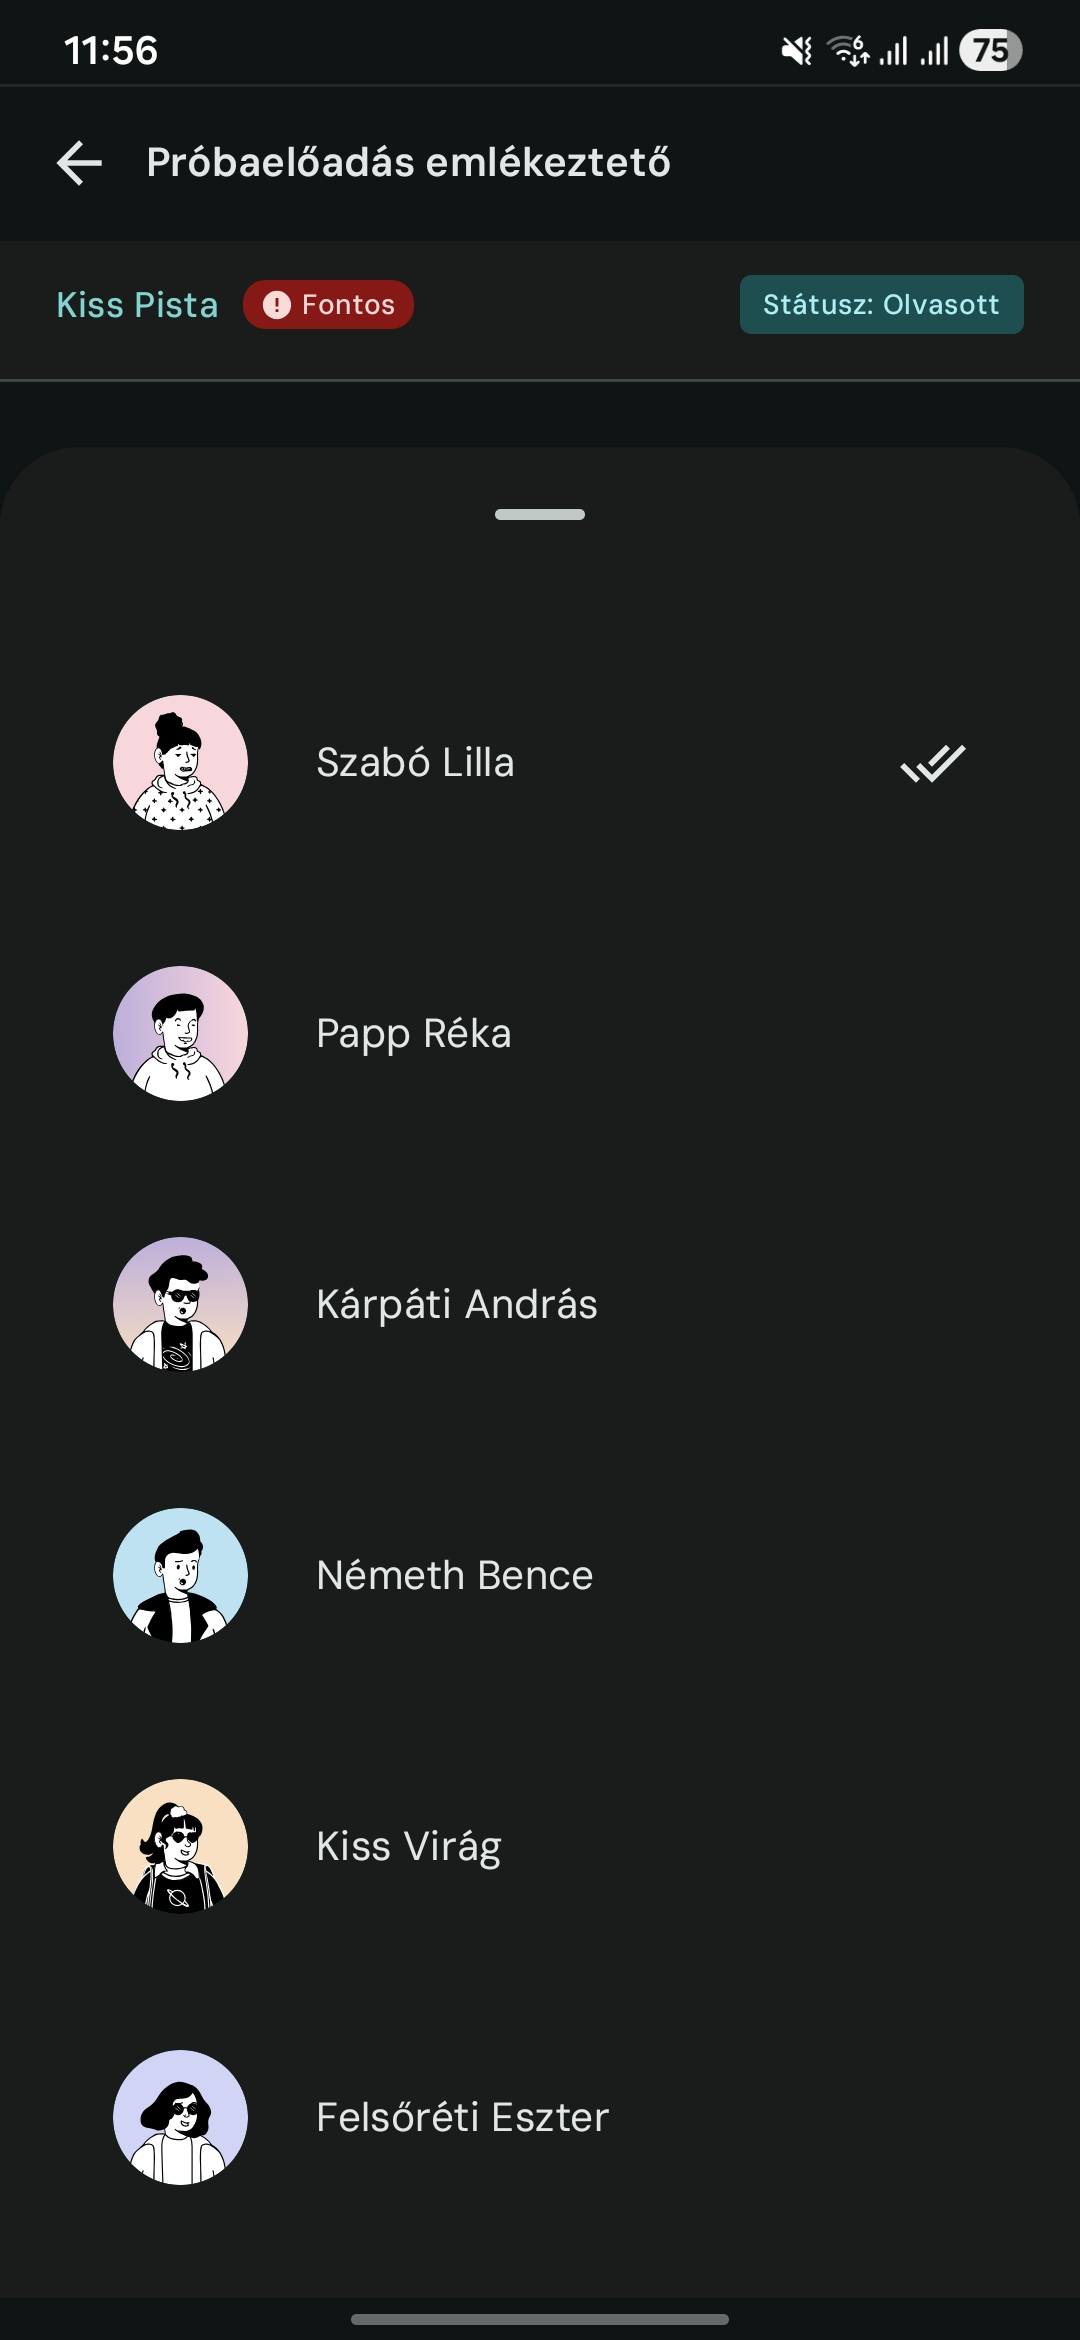 11:56
6
75
Próbaelőadás emlékeztető
Kiss Pista
Fontos
Státusz: Olvasott
Szabó Lilla
Papp Réka
Kárpáti András
Németh Bence
Kiss Virág
Felsőréti Eszter